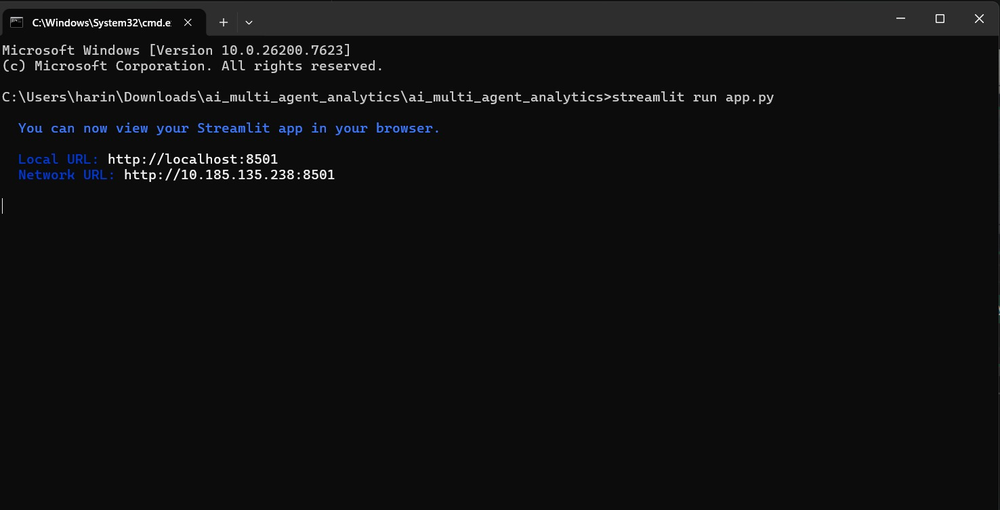 C:\Windows\System32\cmd.e
Microsoft Windows [Version 10.0.26200.7623]
(c) Microsoft Corporation. All rights reserved.
C:\Users\harin\Downloads\ai_multi_agent_analytics\ai_multi_agent_analytics>streamlit run app.py
You can now view your Streamlit app in your browser.
Local URL: http://localhost:8501
Network URL: http://10.185.135.238:8501